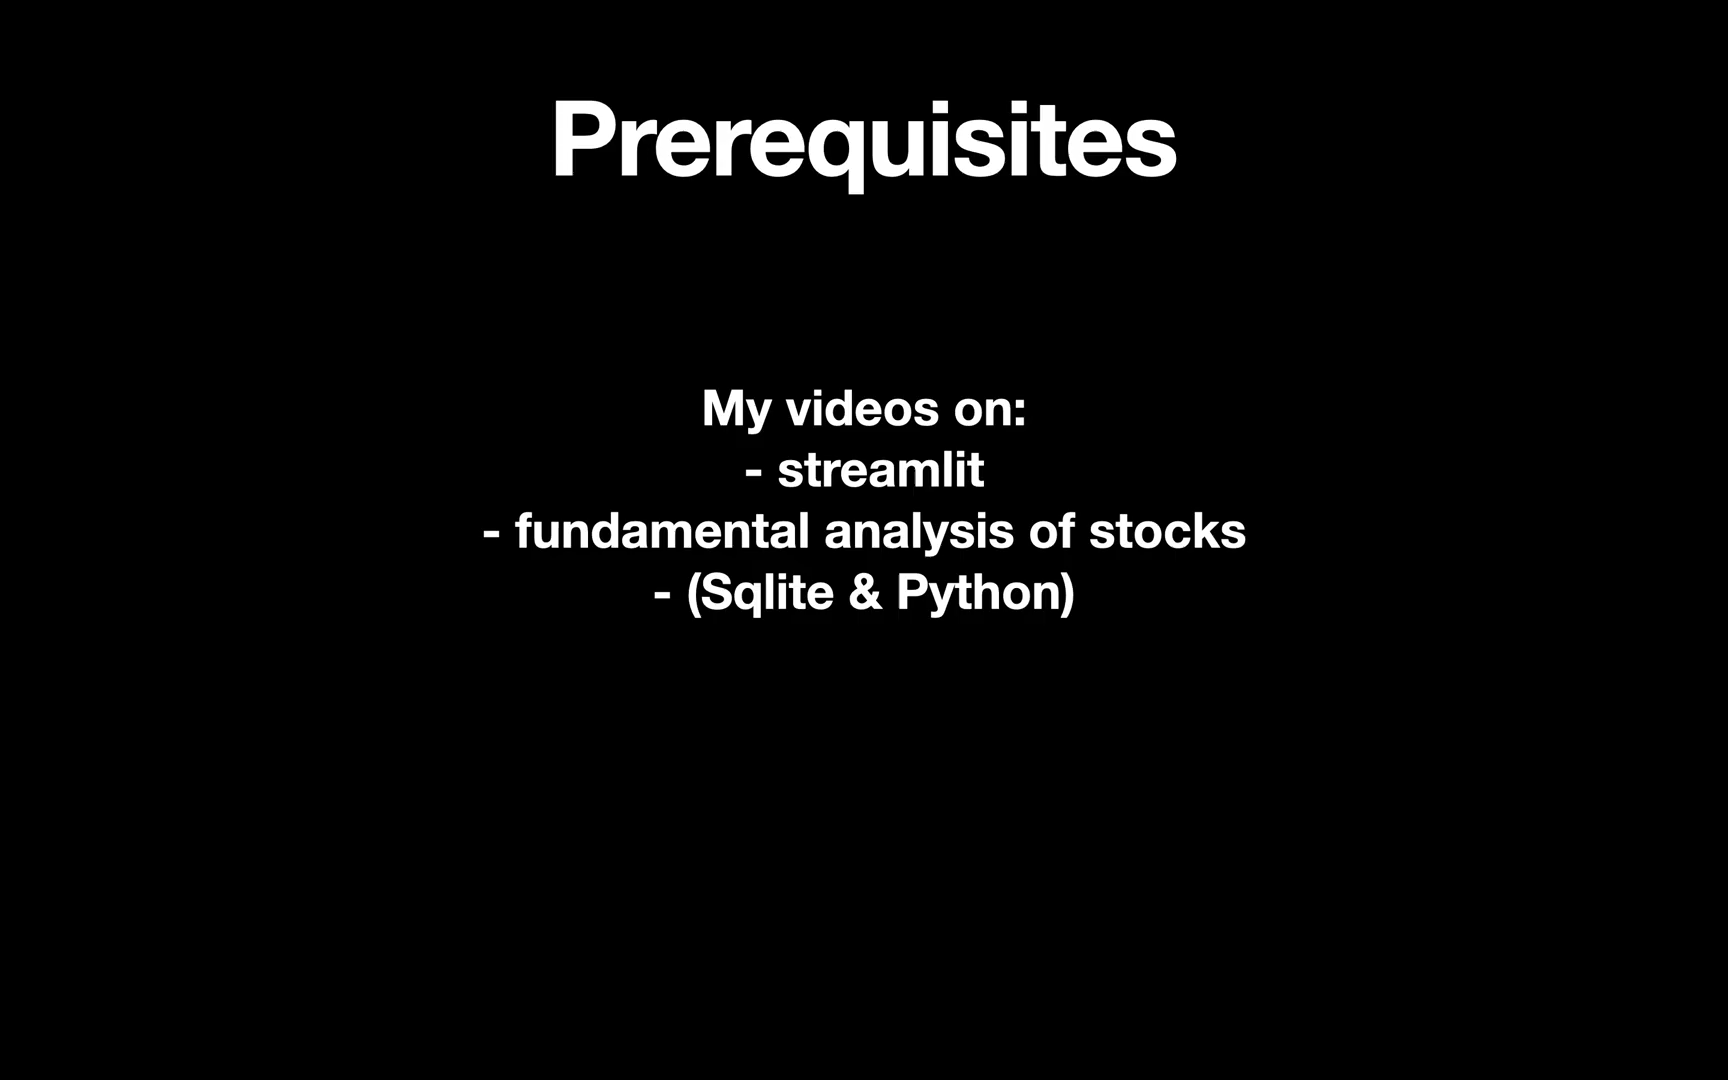 Prerequisites
My videos on:
- streamlit
- fundamental analysis of stocks
- (Sqlite & Python)